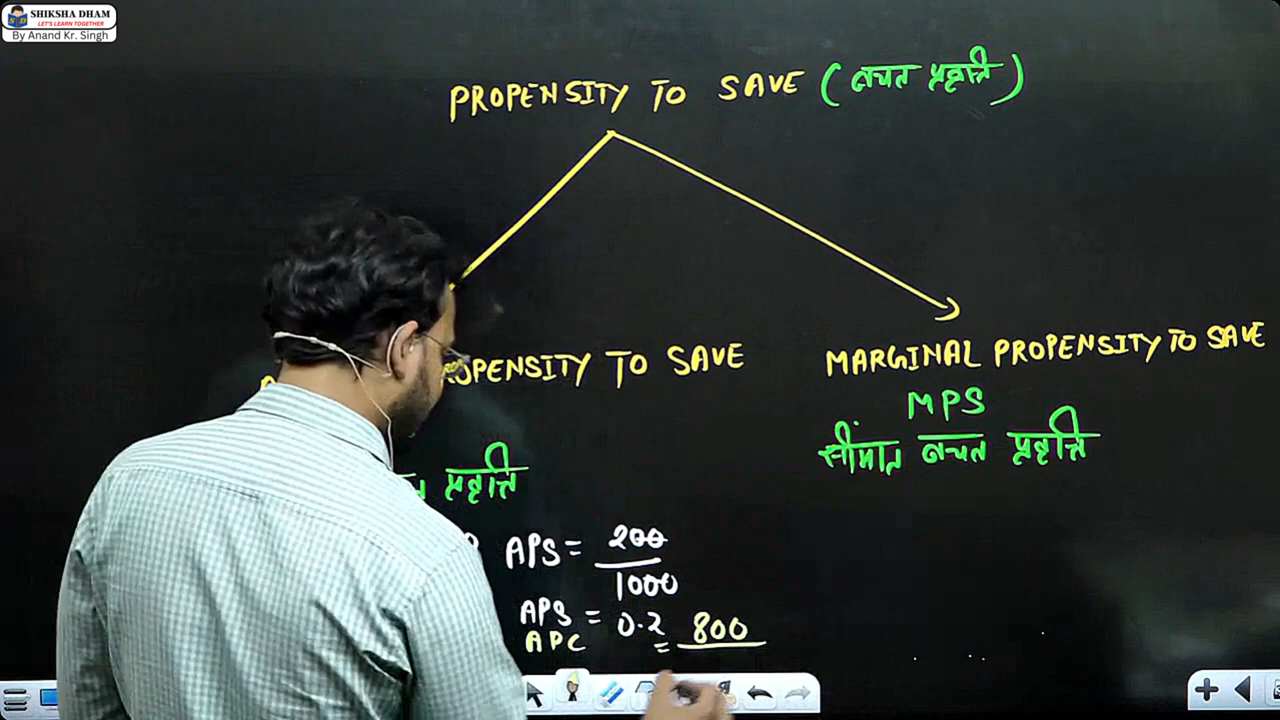 SHIKSHA DHAM
LET'S LEARN TOGETHER
By Anand Kr. Singh
PROPENSITY TO SAVE (बचत प्रवृत्ति)
PROPENSITY TO SAVE
MARGINAL PROPENSITY TO SAVE
MPS
सीमांत बचत प्रवृत्ति
प्रवृत्ति
APS = 200
1000
APS = 0.2
APC = 800